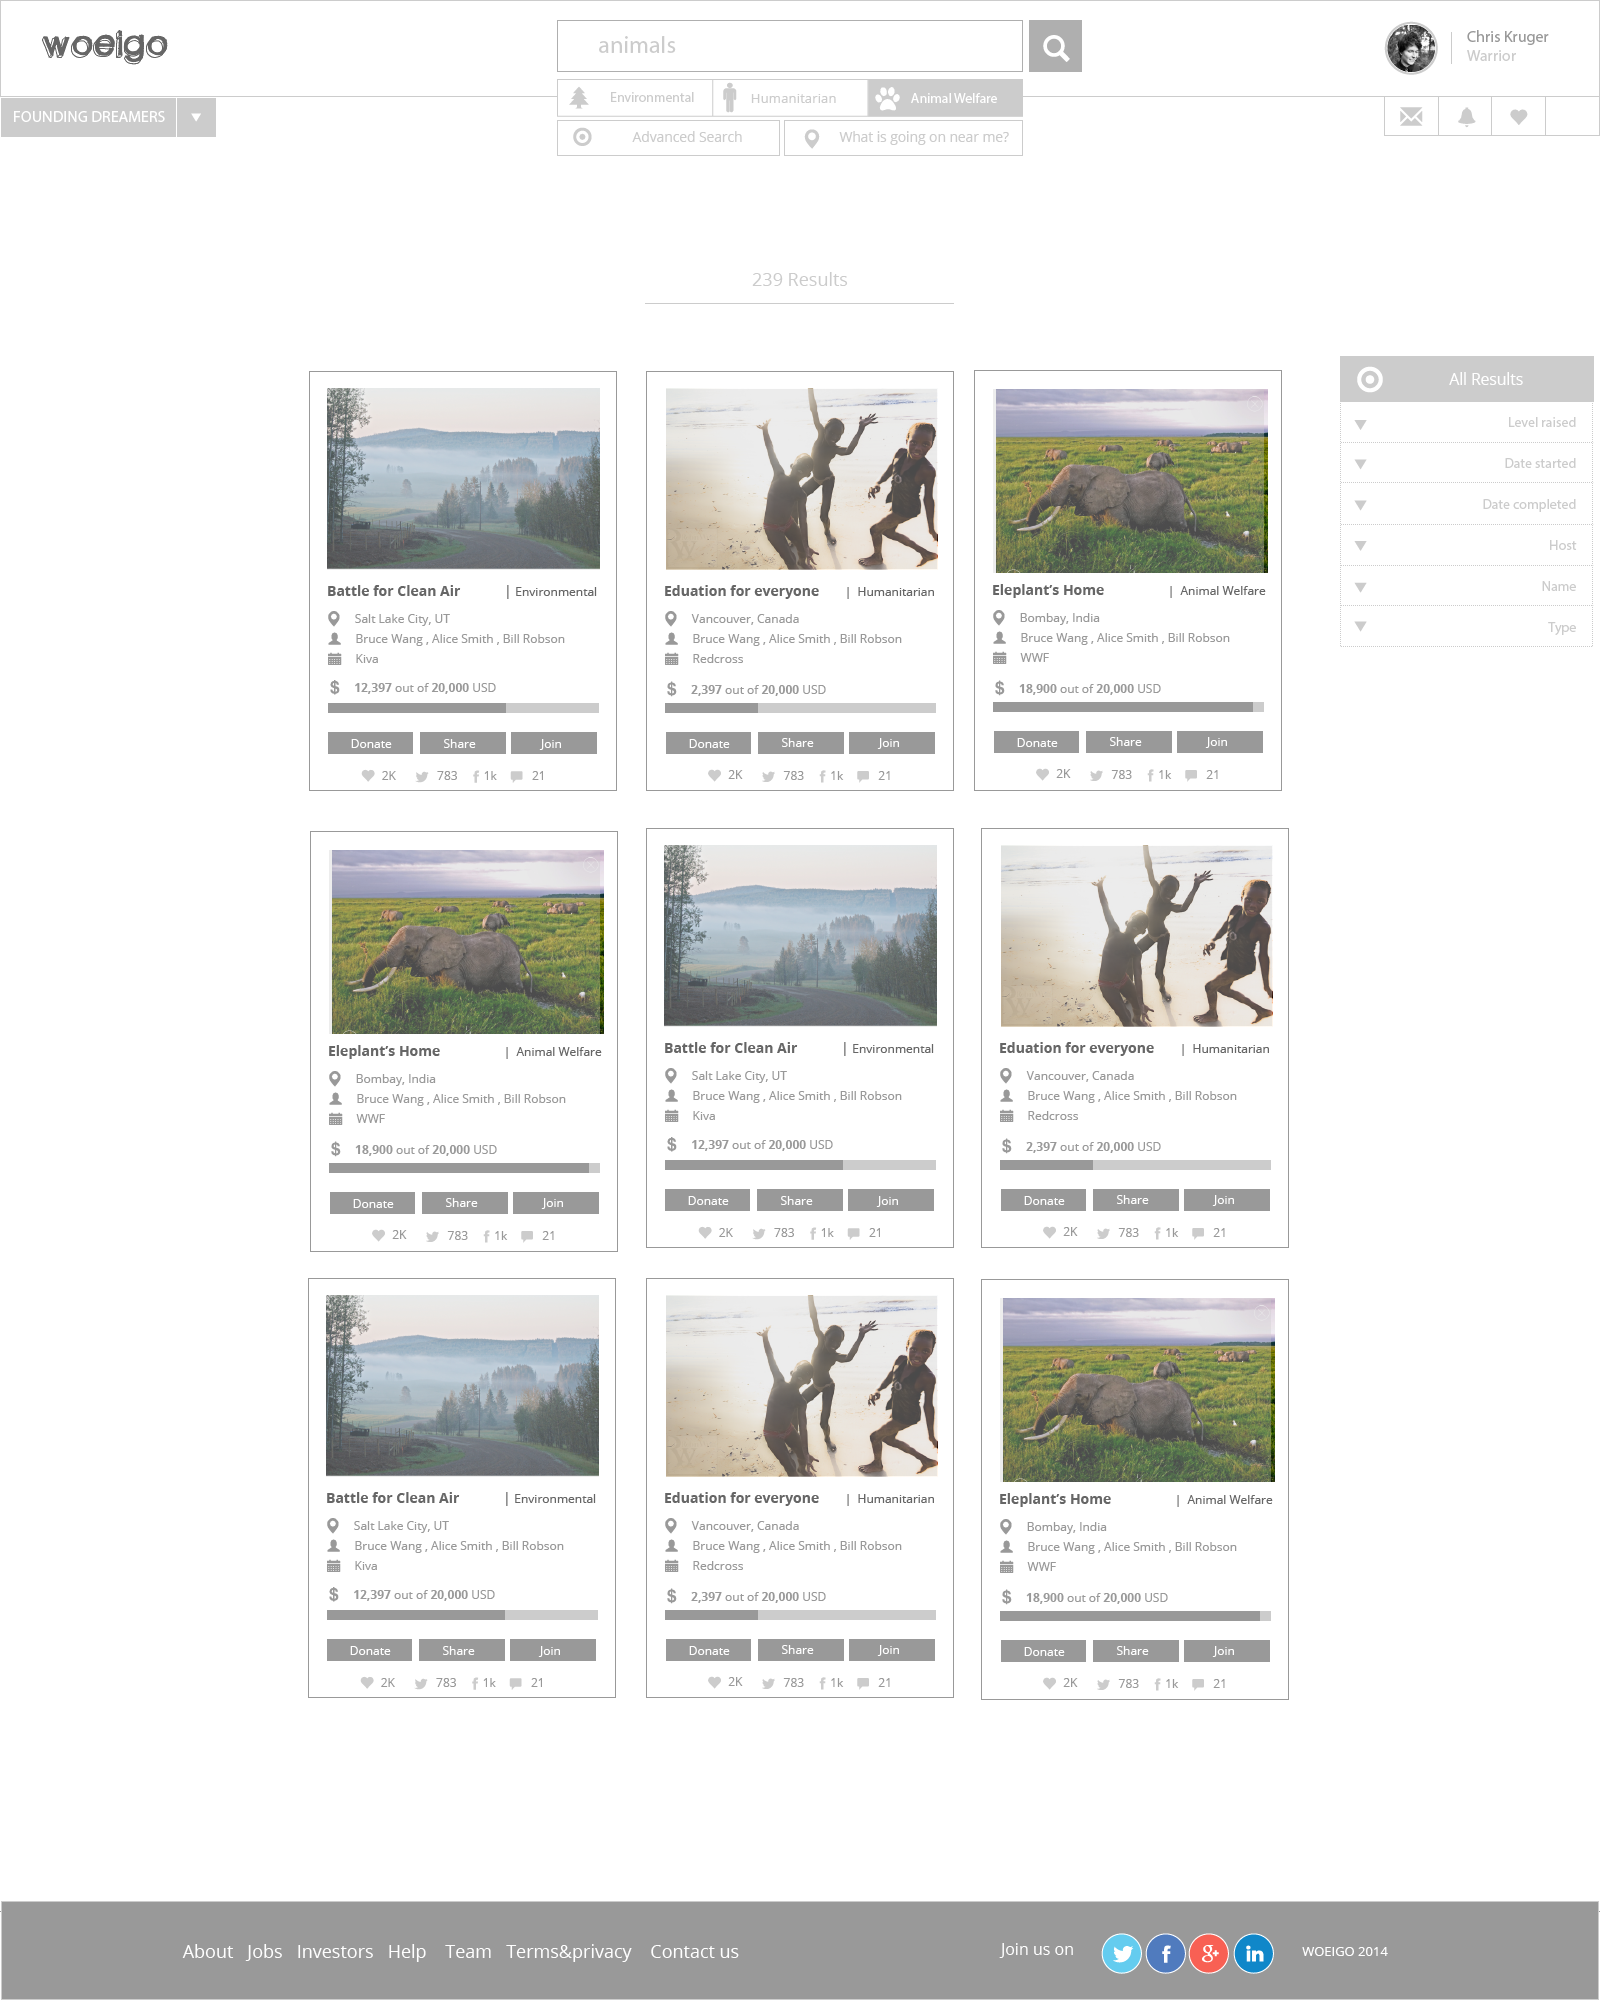 woeigo
animals
Chris Kruger
Warrior
FOUNDING DREAMERS
Environmental
Humanitarian
Animal Welfare
Advanced Search
What is going on near me?
239 Results
All Results
Level raised
Date started
Date completed
Host
Name
Type
Battle for Clean Air | Environmental
Salt Lake City, UT
Bruce Wang , Alice Smith , Bill Robson
Kiva
$ 12,397 out of 20,000 USD
Donate Share Join
2K 783 1k 21
Eduation for everyone | Humanitarian
Vancouver, Canada
Bruce Wang , Alice Smith , Bill Robson
Redcross
$ 2,397 out of 20,000 USD
Donate Share Join
2K 783 1k 21
Eleplant’s Home | Animal Welfare
Bombay, India
Bruce Wang , Alice Smith , Bill Robson
WWF
$ 18,900 out of 20,000 USD
Donate Share Join
2K 783 1k 21
Eleplant’s Home | Animal Welfare
Bombay, India
Bruce Wang , Alice Smith , Bill Robson
WWF
$ 18,900 out of 20,000 USD
Donate Share Join
2K 783 1k 21
Battle for Clean Air | Environmental
Salt Lake City, UT
Bruce Wang , Alice Smith , Bill Robson
Kiva
$ 12,397 out of 20,000 USD
Donate Share Join
2K 783 1k 21
Eduation for everyone | Humanitarian
Vancouver, Canada
Bruce Wang , Alice Smith , Bill Robson
Redcross
$ 2,397 out of 20,000 USD
Donate Share Join
2K 783 1k 21
Battle for Clean Air | Environmental
Salt Lake City, UT
Bruce Wang , Alice Smith , Bill Robson
Kiva
$ 12,397 out of 20,000 USD
Donate Share Join
2K 783 1k 21
Eduation for everyone | Humanitarian
Vancouver, Canada
Bruce Wang , Alice Smith , Bill Robson
Redcross
$ 2,397 out of 20,000 USD
Donate Share Join
2K 783 1k 21
Eleplant’s Home | Animal Welfare
Bombay, India
Bruce Wang , Alice Smith , Bill Robson
WWF
$ 18,900 out of 20,000 USD
Donate Share Join
2K 783 1k 21
About Jobs Investors Help Team Terms&privacy Contact us
Join us on
WOEIGO 2014